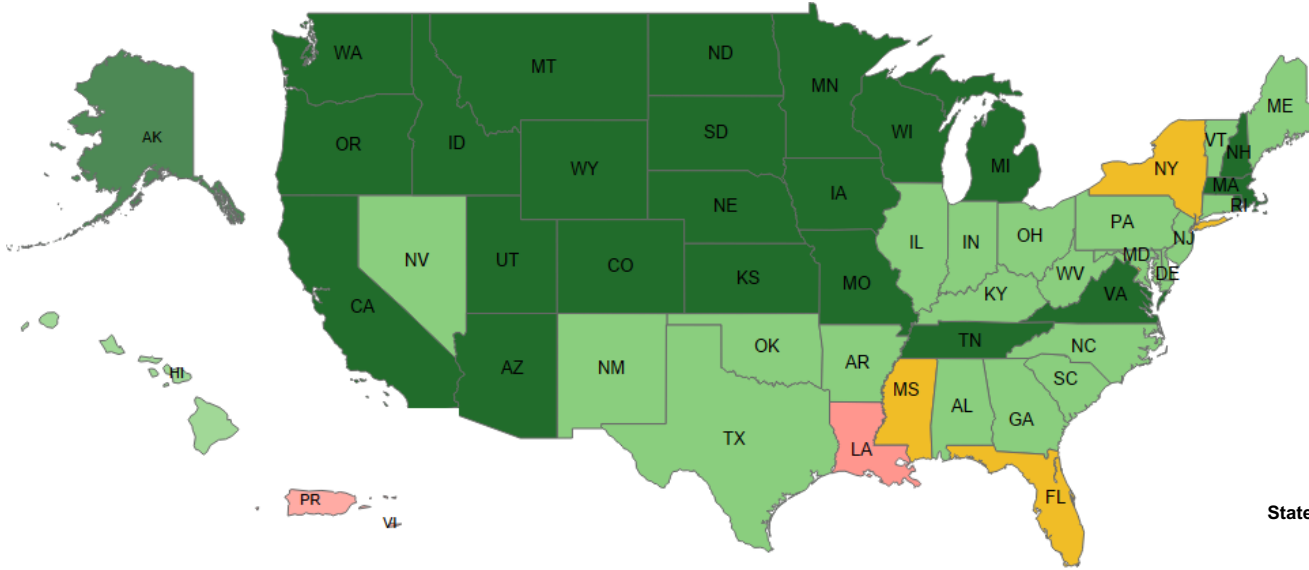 WA
MT
ND
MN
ME
VT
NH
AK
OR
ID
SD
WI
MI
NY
MA
RI
WY
IA
NE
PA
NV
UT
CO
IL
IN
OH
NJ
MD
DE
CA
KS
MO
WV
VA
KY
TN
NC
OK
AZ
NM
AR
SC
HI
MS
AL
GA
TX
LA
PR
VI
FL
State